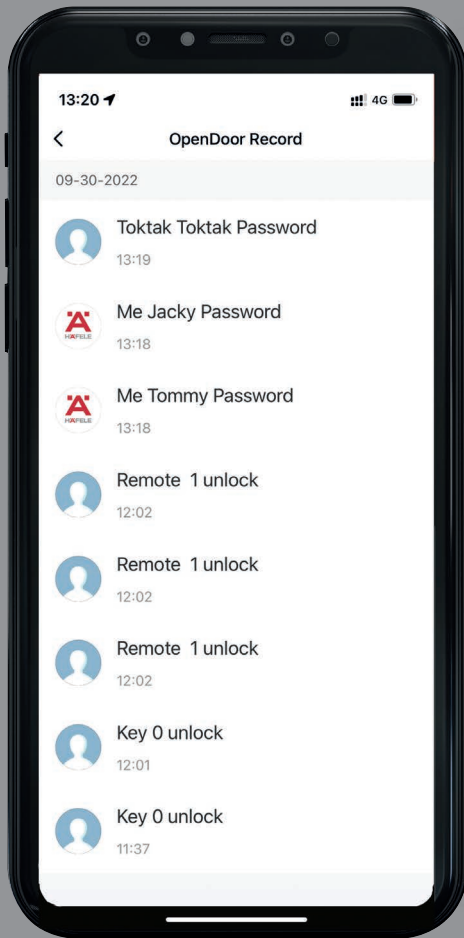 13:20
4G
OpenDoor Record
09-30-2022
Toktak Toktak Password
13:19
Me Jacky Password
13:18
HÄFELE
Me Tommy Password
13:18
HÄFELE
Remote 1 unlock
12:02
Remote 1 unlock
12:02
Remote 1 unlock
12:02
Key 0 unlock
12:01
Key 0 unlock
11:37